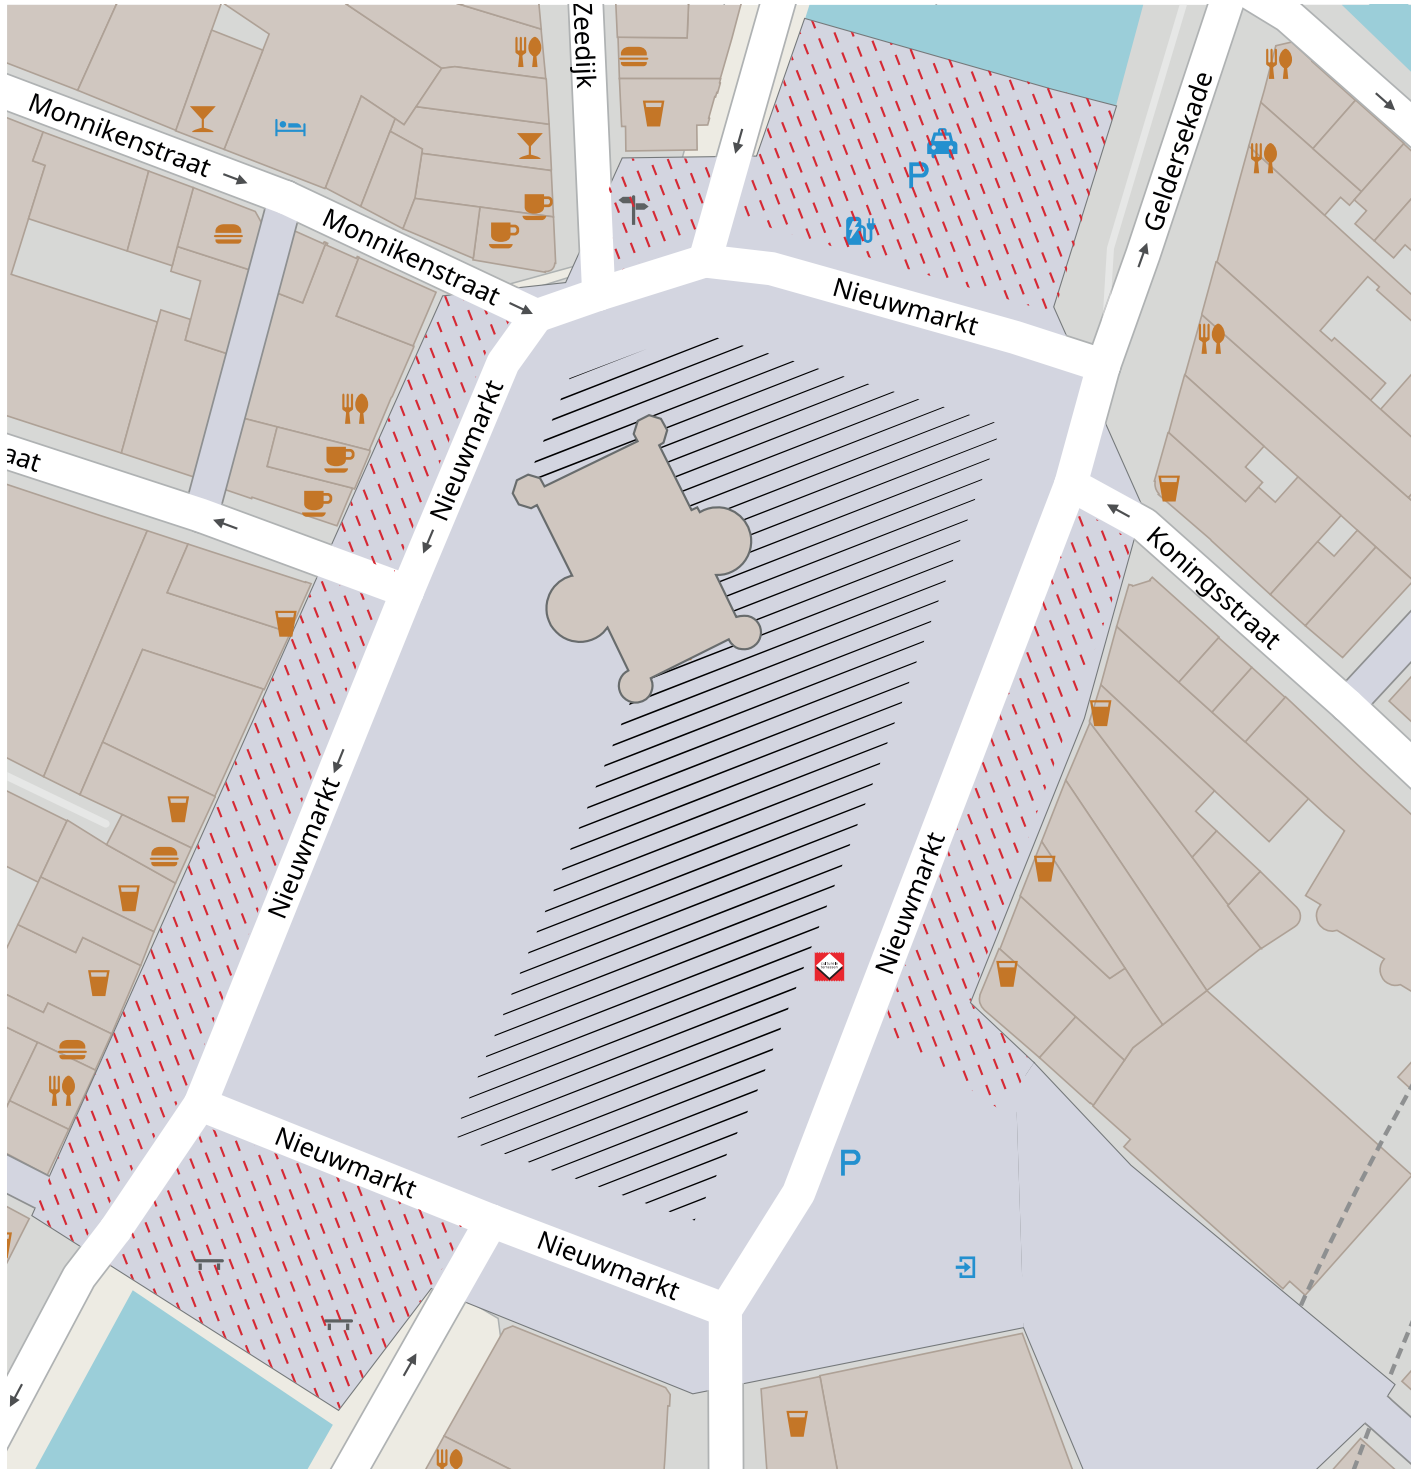 Zeedijk
Monnikenstraat
Monnikenstraat
Geldersekade
P
Nieuwmarkt
Nieuwmarkt
aat
Koningsstraat
Nieuwmarkt
Nieuwmarkt
Nieuwmarkt
P
Nieuwmarkt